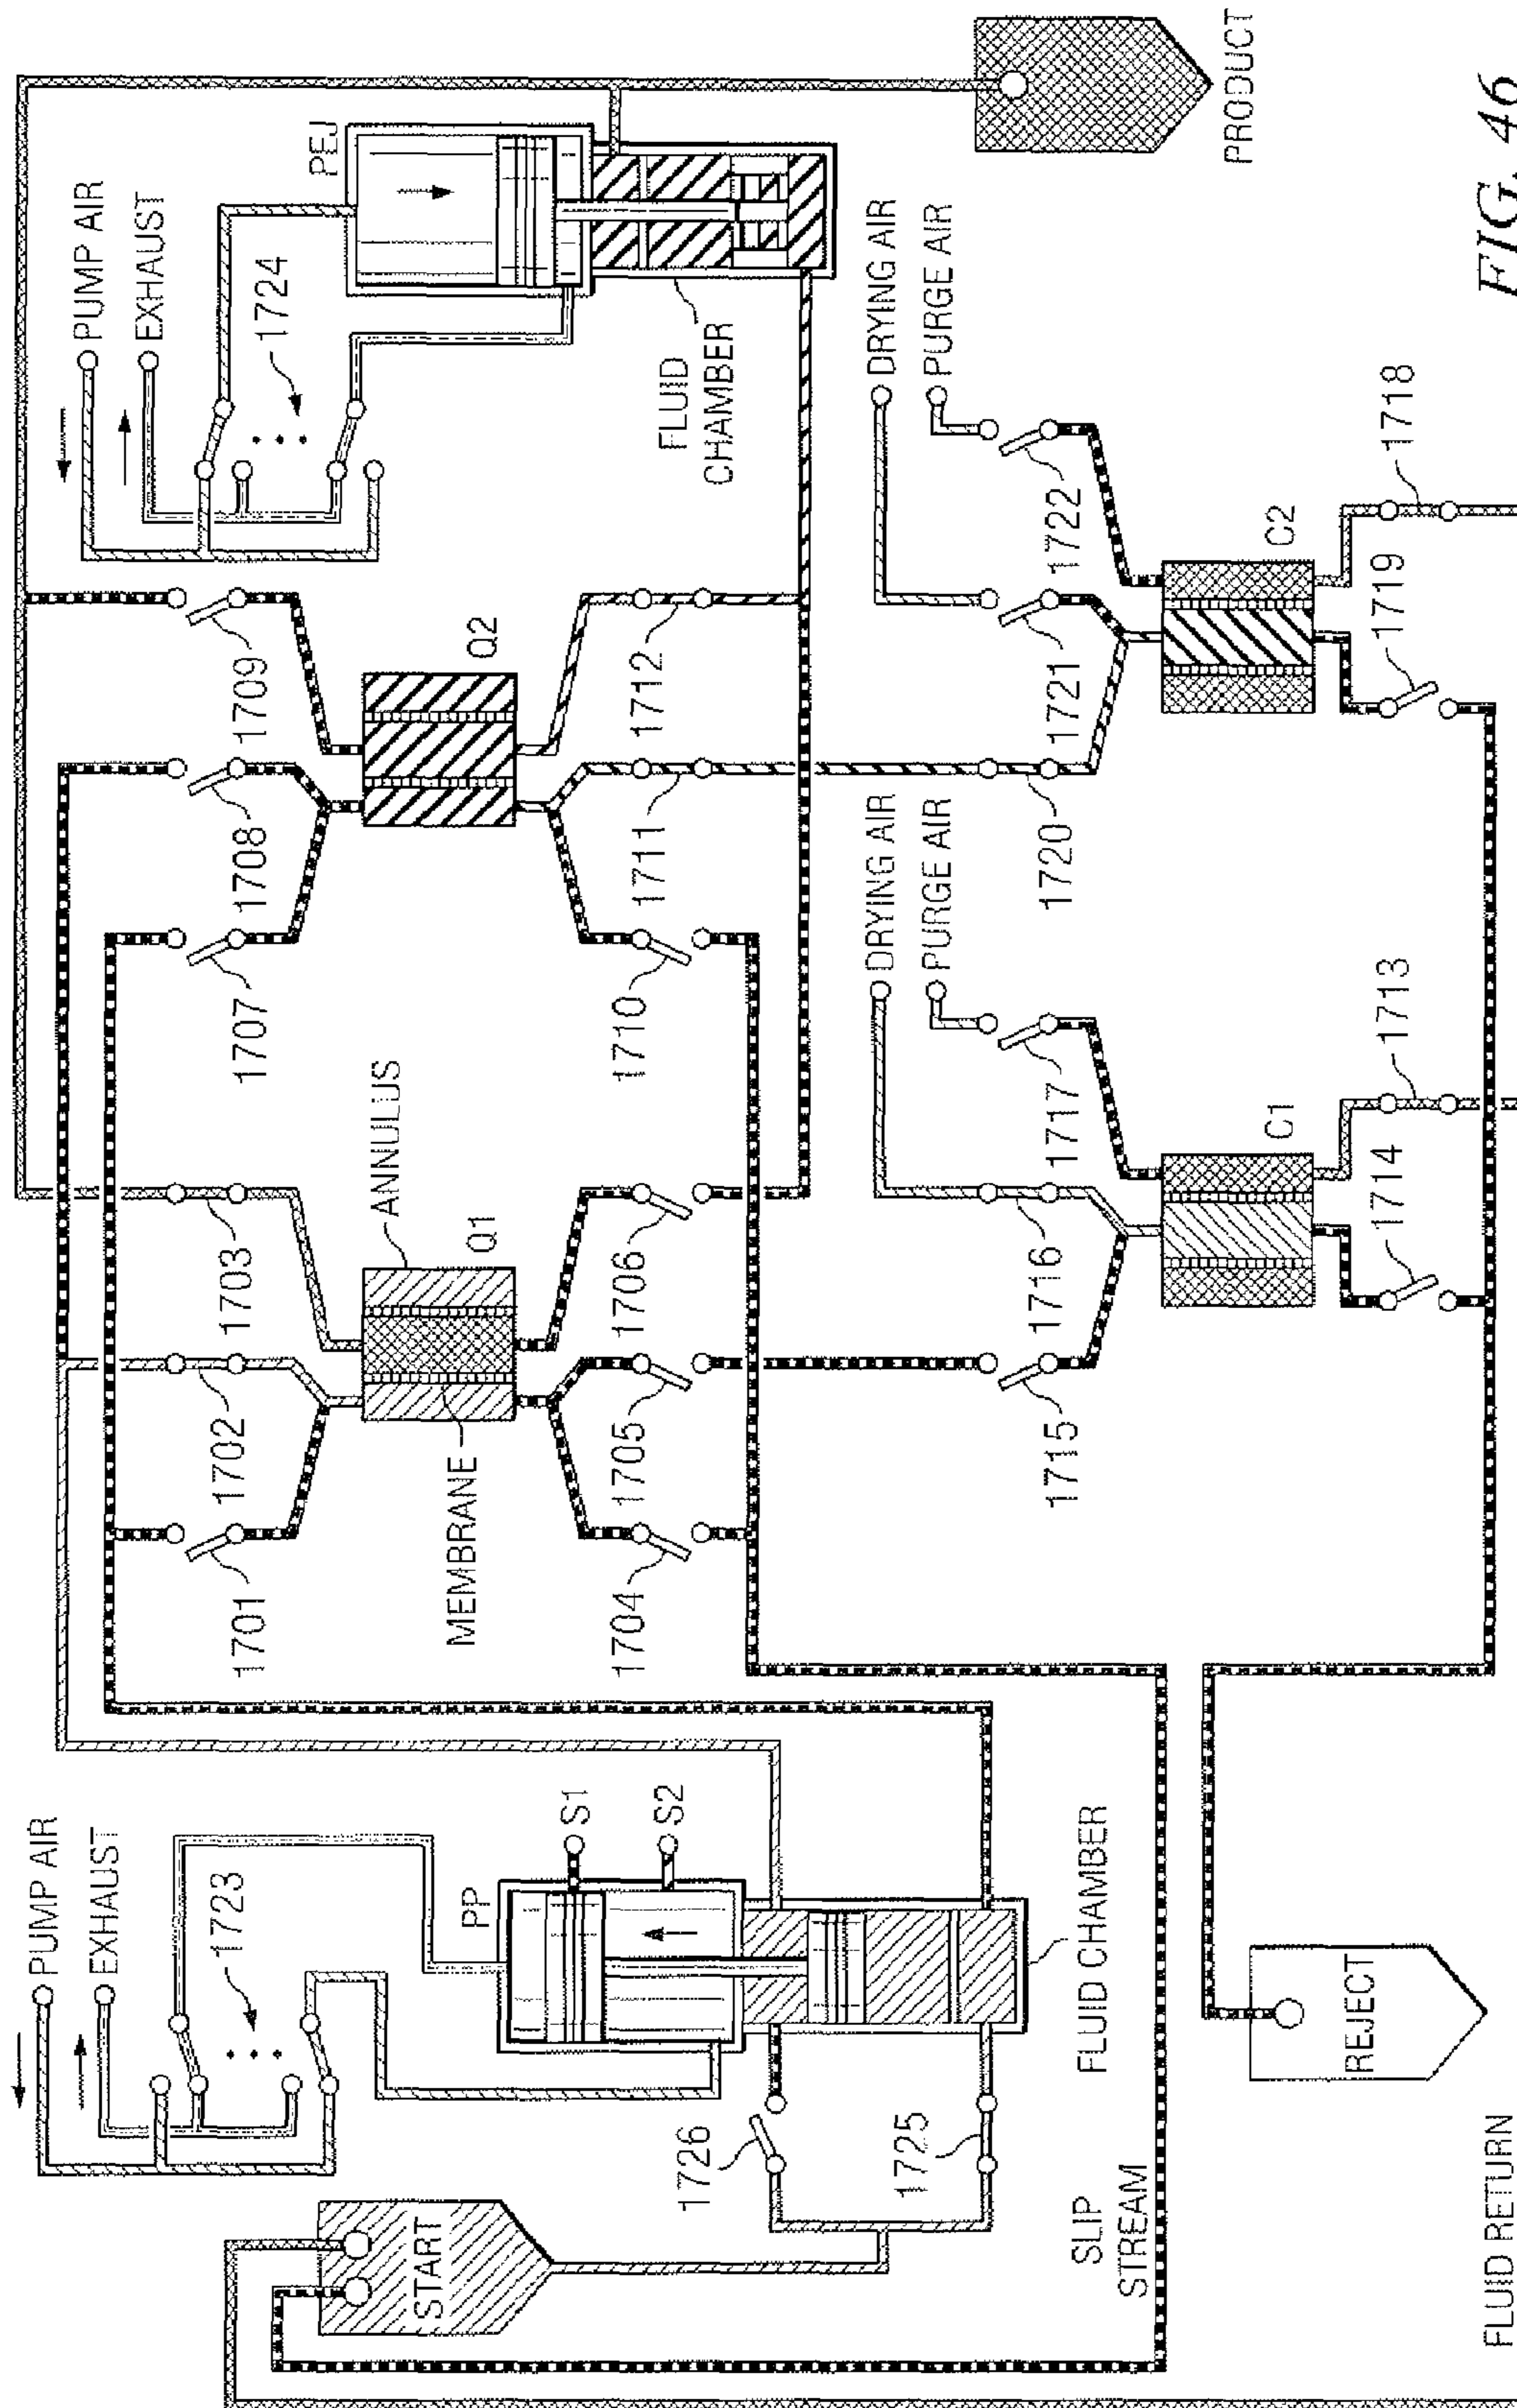 PUMP AIR
EXHAUST
1723
START
1726
1725
PP
S1
S2
FLUID CHAMBER
SLIP
STREAM
REJECT
FLUID RETURN
1701
1702
1703
MEMBRANE
ANNULUS
Q1
1704
1705
1706
1707
1708
1709
Q2
1710
1711
1712
PUMP AIR
EXHAUST
1724
PEJ
FLUID
CHAMBER
PRODUCT
DRYING AIR
PURGE AIR
1715
1716
1717
C1
1714
1713
DRYING AIR
PURGE AIR
1720
1721
1722
C2
1719
1718
FIG. 46